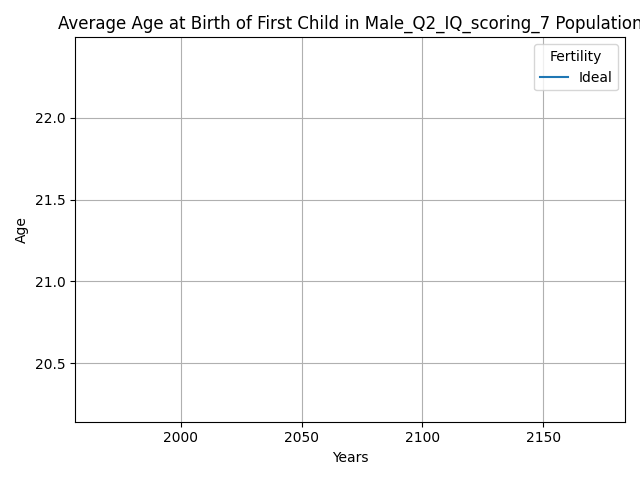 Average Age at Birth of First Child in Male_Q2_IQ_scoring_7 Population
Fertility
Ideal
22.0
21.5
21.0
20.5
Age
2000 2050 2100 2150
Years